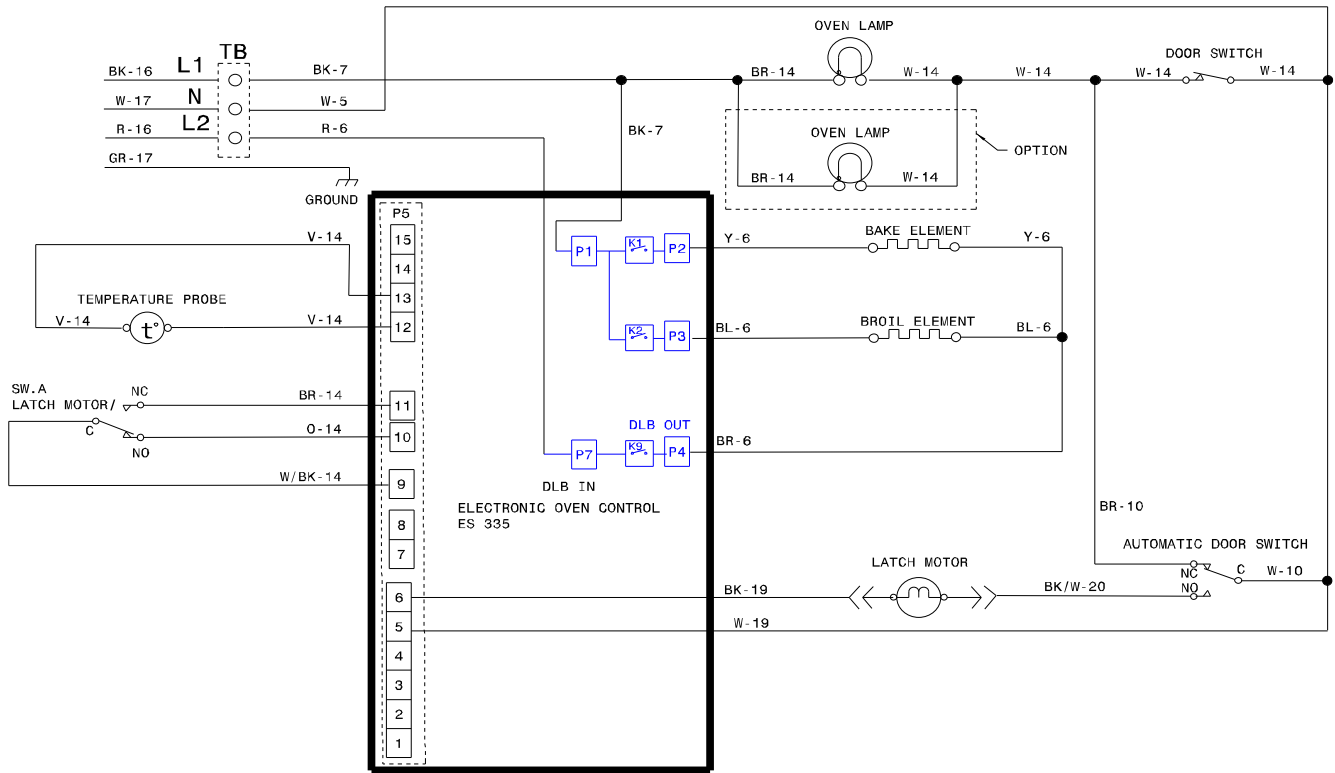 OVEN LAMP
TB
L1
BK-16
BK-7
BR-14
W-14
W-14
DOOR SWITCH
W-14
W-14
N
W-17
W-5
L2
R-16
R-6
BK-7
OVEN LAMP
OPTION
GR-17
GROUND
BR-14
W-14
P5
15
14
13
12
11
10
9
8
7
6
5
4
3
2
1
V-14
TEMPERATURE PROBE
V-14
t°
V-14
P1
K1
P2
Y-6
BAKE ELEMENT
Y-6
K2
P3
BL-6
BROIL ELEMENT
BL-6
SW.A
LATCH MOTOR/
NC
C
NO
BR-14
O-14
W/BK-14
DLB OUT
P7
K9
P4
BR-6
DLB IN
ELECTRONIC OVEN CONTROL
ES 335
BR-10
AUTOMATIC DOOR SWITCH
NC
C
W-10
NO
LATCH MOTOR
BK-19
BK/W-20
W-19